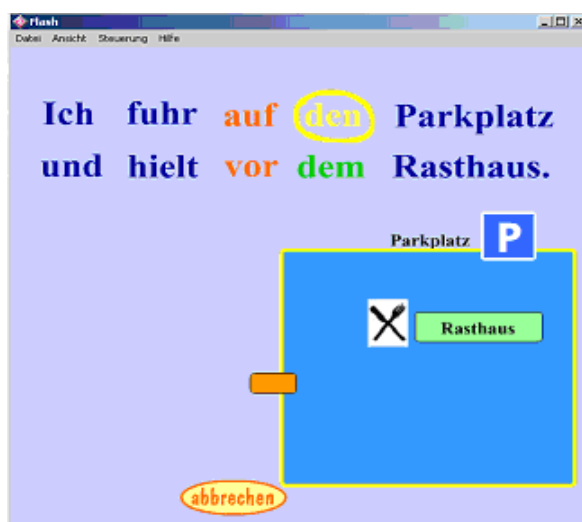 Flash
Datei Ansicht Steuerung Hilfe
Ich fuhr auf den Parkplatz
und hielt vor dem Rasthaus.
Parkplatz P
Rasthaus
abbrechen